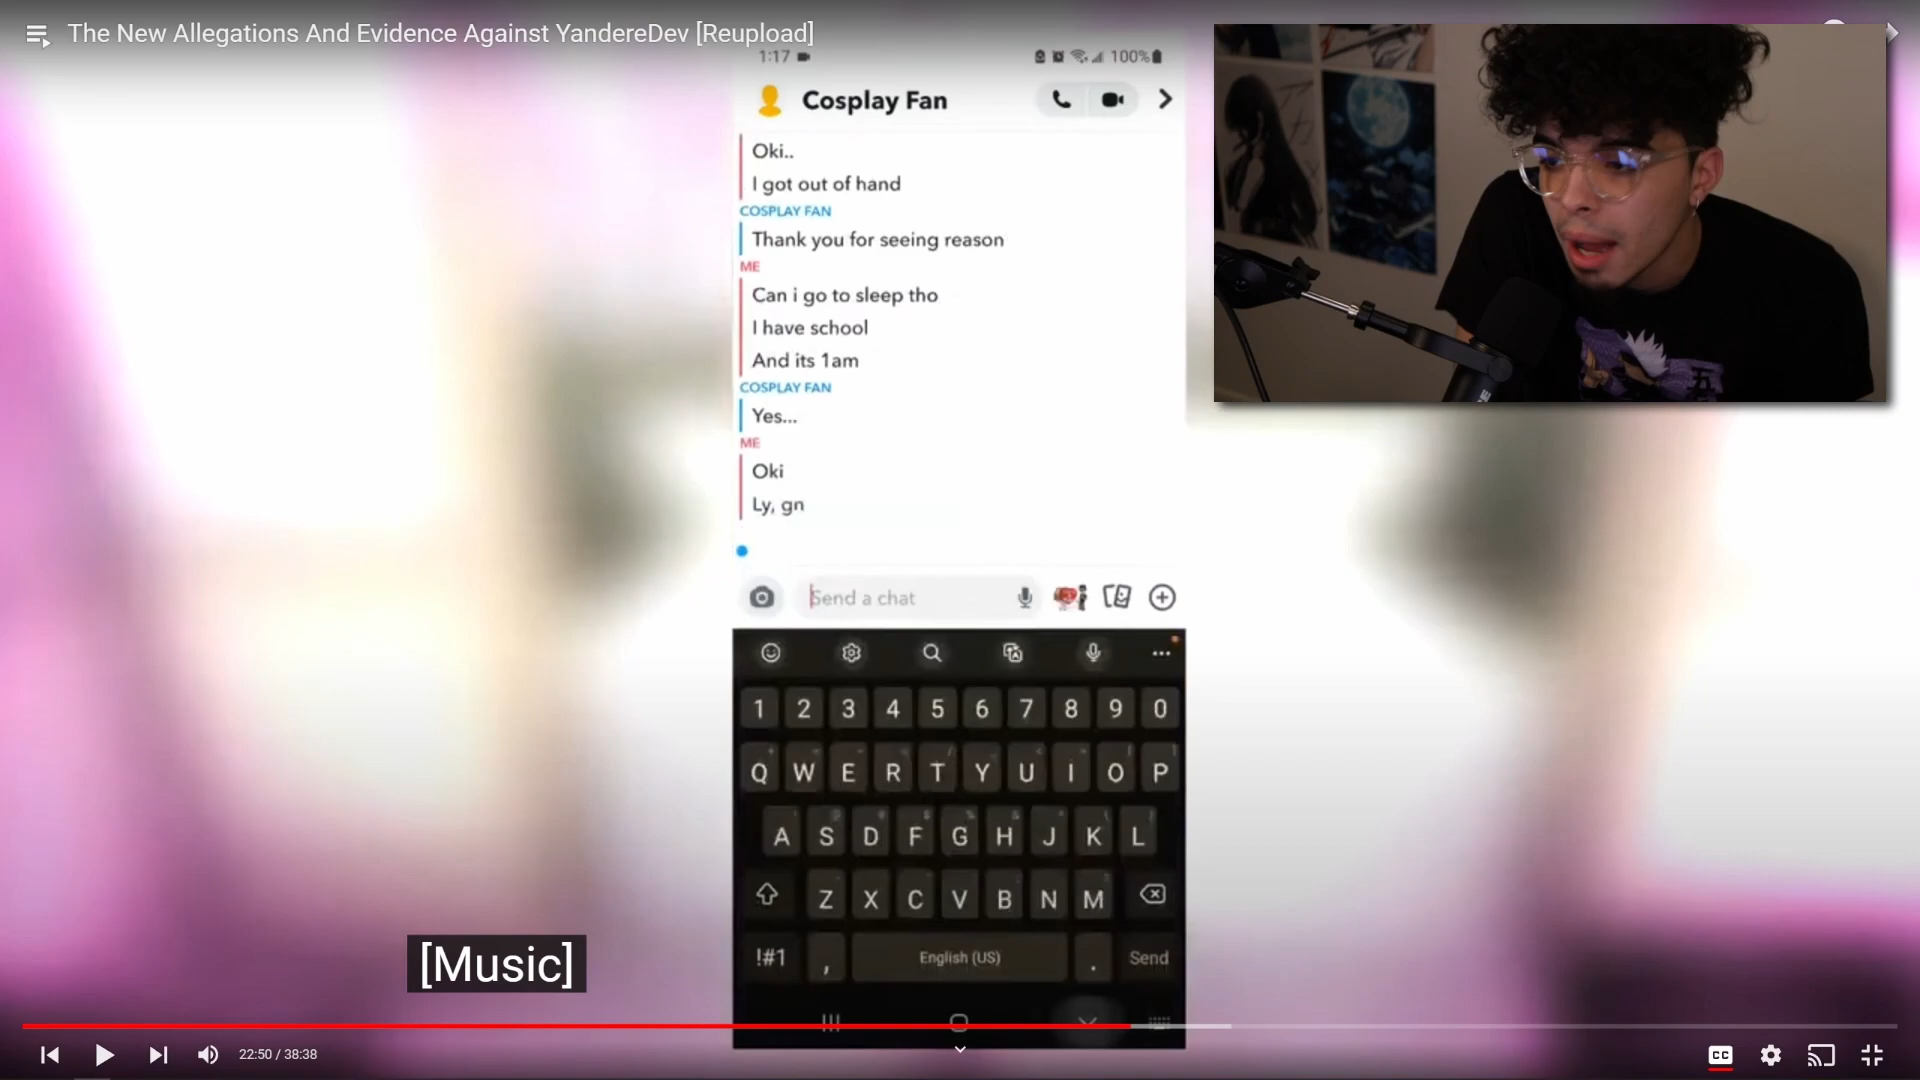 The New Allegations And Evidence Against YandereDev [Reupload]
1:17
100%
Cosplay Fan
Oki..
I got out of hand
COSPLAY FAN
Thank you for seeing reason
ME
Can i go to sleep tho
I have school
And its 1am
COSPLAY FAN
Yes...
ME
Oki
Ly, gn
Send a chat
1 2 3 4 5 6 7 8 9 0
Q W E R T Y U I O P
A S D F G H J K L
Z X C V B N M
!#1 , English (US) . Send
[Music]
22:50 / 38:38
CC